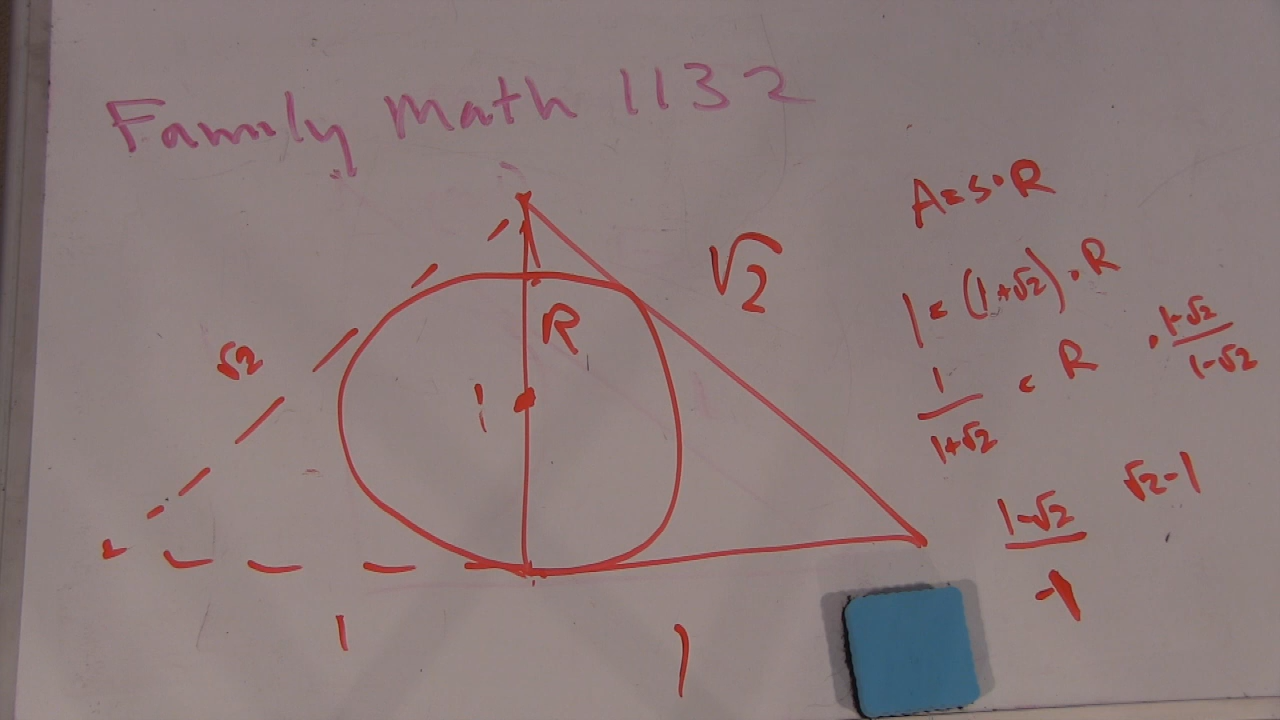 Family Math 1132
A=S·R
√2
1=(1+√2)·R
R
√2
1/(1+√2) = R · (1-√2)/(1-√2)
1
(1-√2)/-1 √2-1
1
1